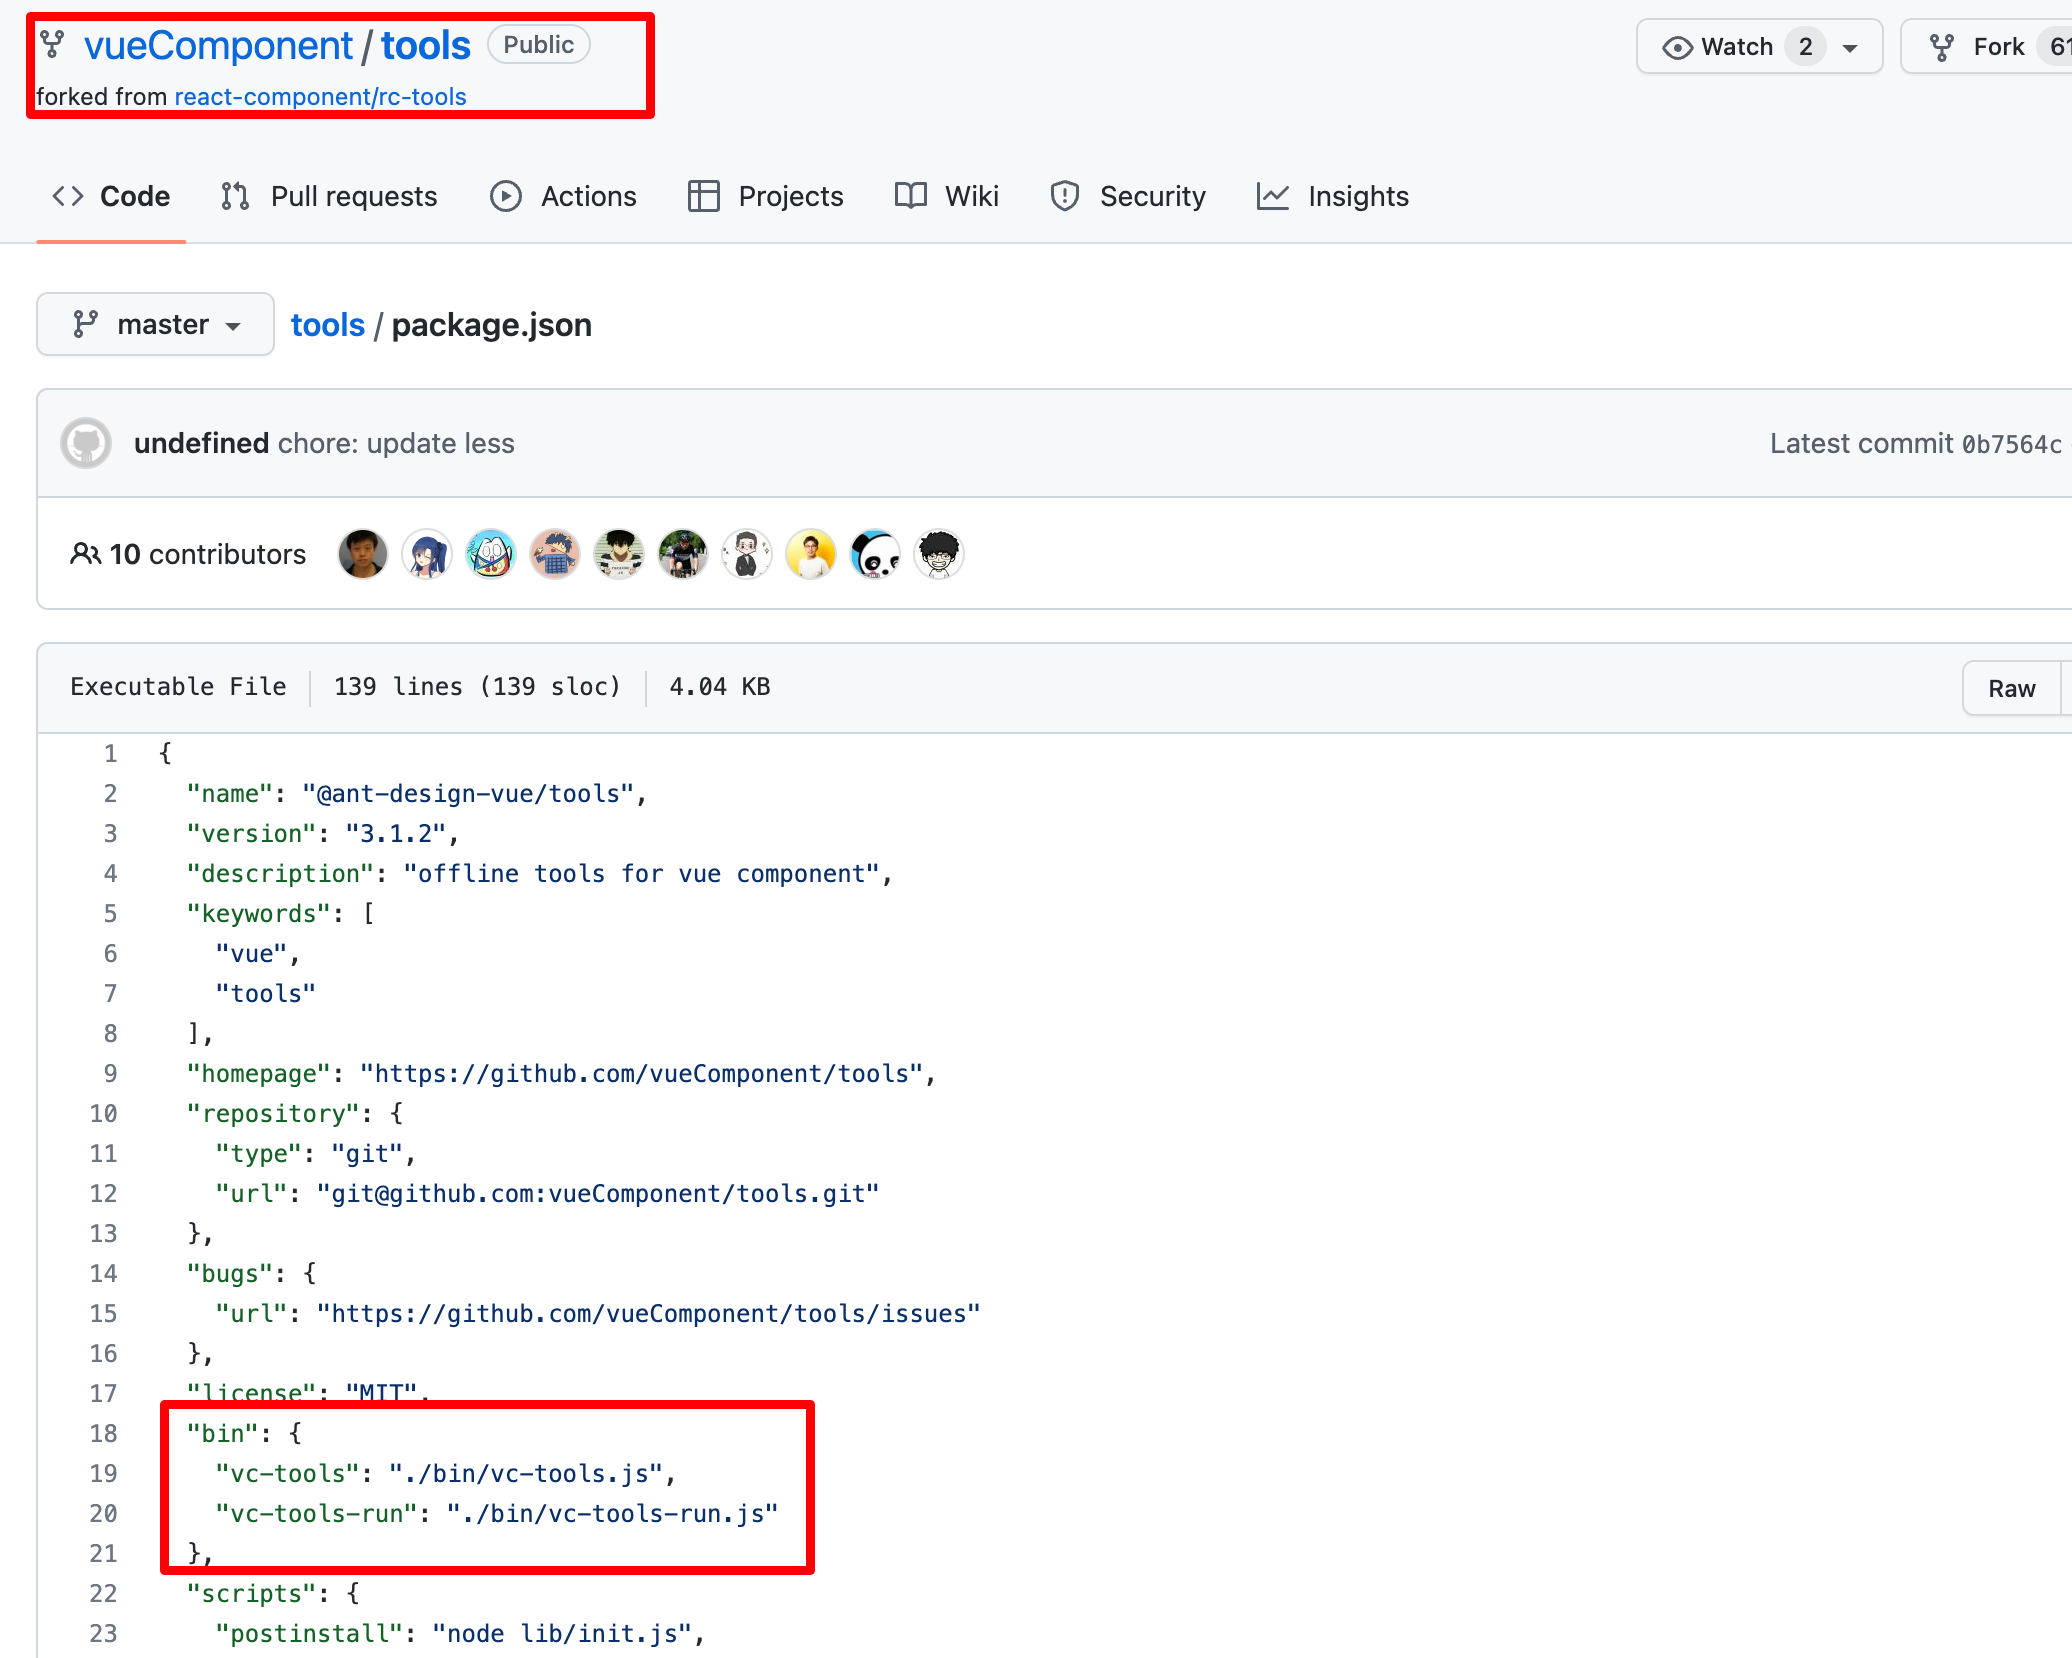 vueComponent / tools Public
Watch 2
Fork 61
forked from react-component/rc-tools
Code Pull requests Actions Projects Wiki Security Insights
master tools / package.json
undefined chore: update less
Latest commit 0b7564c
10 contributors
Executable File 139 lines (139 sloc) 4.04 KB
Raw
1 {
2 "name": "@ant-design-vue/tools",
3 "version": "3.1.2",
4 "description": "offline tools for vue component",
5 "keywords": [
6 "vue",
7 "tools"
8 ],
9 "homepage": "https://github.com/vueComponent/tools",
10 "repository": {
11 "type": "git",
12 "url": "git@github.com:vueComponent/tools.git"
13 },
14 "bugs": {
15 "url": "https://github.com/vueComponent/tools/issues"
16 },
17 "license": "MIT",
18 "bin": {
19 "vc-tools": "./bin/vc-tools.js",
20 "vc-tools-run": "./bin/vc-tools-run.js"
21 },
22 "scripts": {
23 "postinstall": "node lib/init.js",